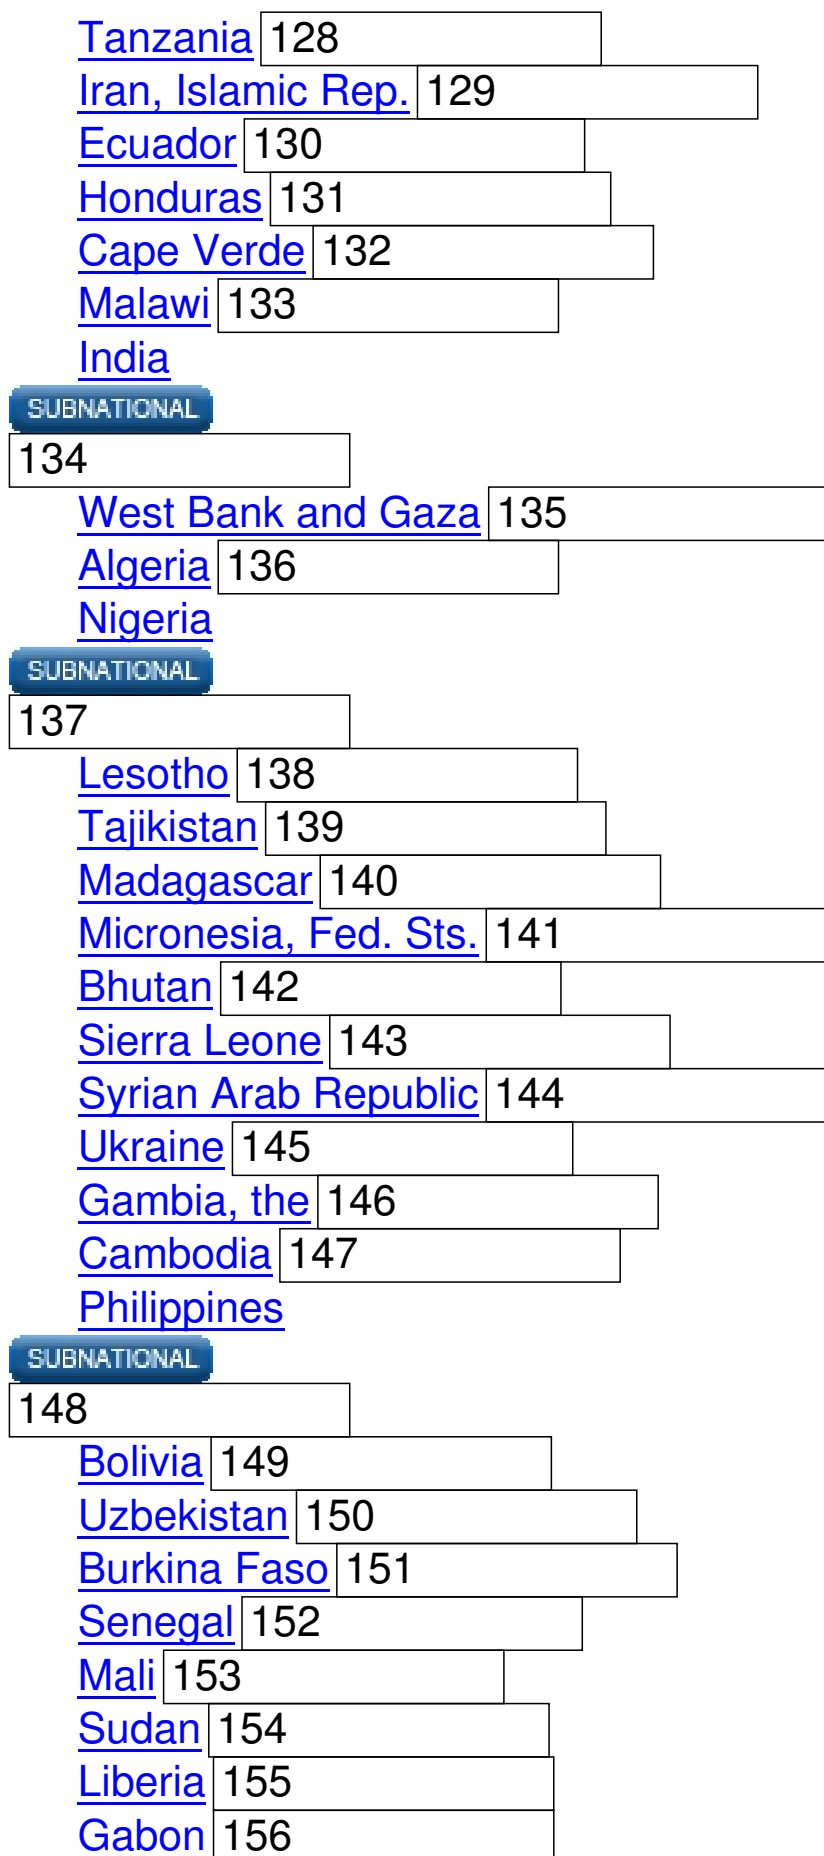 Tanzania 128
Iran, Islamic Rep. 129
Ecuador 130
Honduras 131
Cape Verde 132
Malawi 133
India
SUBNATIONAL
134
West Bank and Gaza 135
Algeria 136
Nigeria
SUBNATIONAL
137
Lesotho 138
Tajikistan 139
Madagascar 140
Micronesia, Fed. Sts. 141
Bhutan 142
Sierra Leone 143
Syrian Arab Republic 144
Ukraine 145
Gambia, the 146
Cambodia 147
Philippines
SUBNATIONAL
148
Bolivia 149
Uzbekistan 150
Burkina Faso 151
Senegal 152
Mali 153
Sudan 154
Liberia 155
Gabon 156